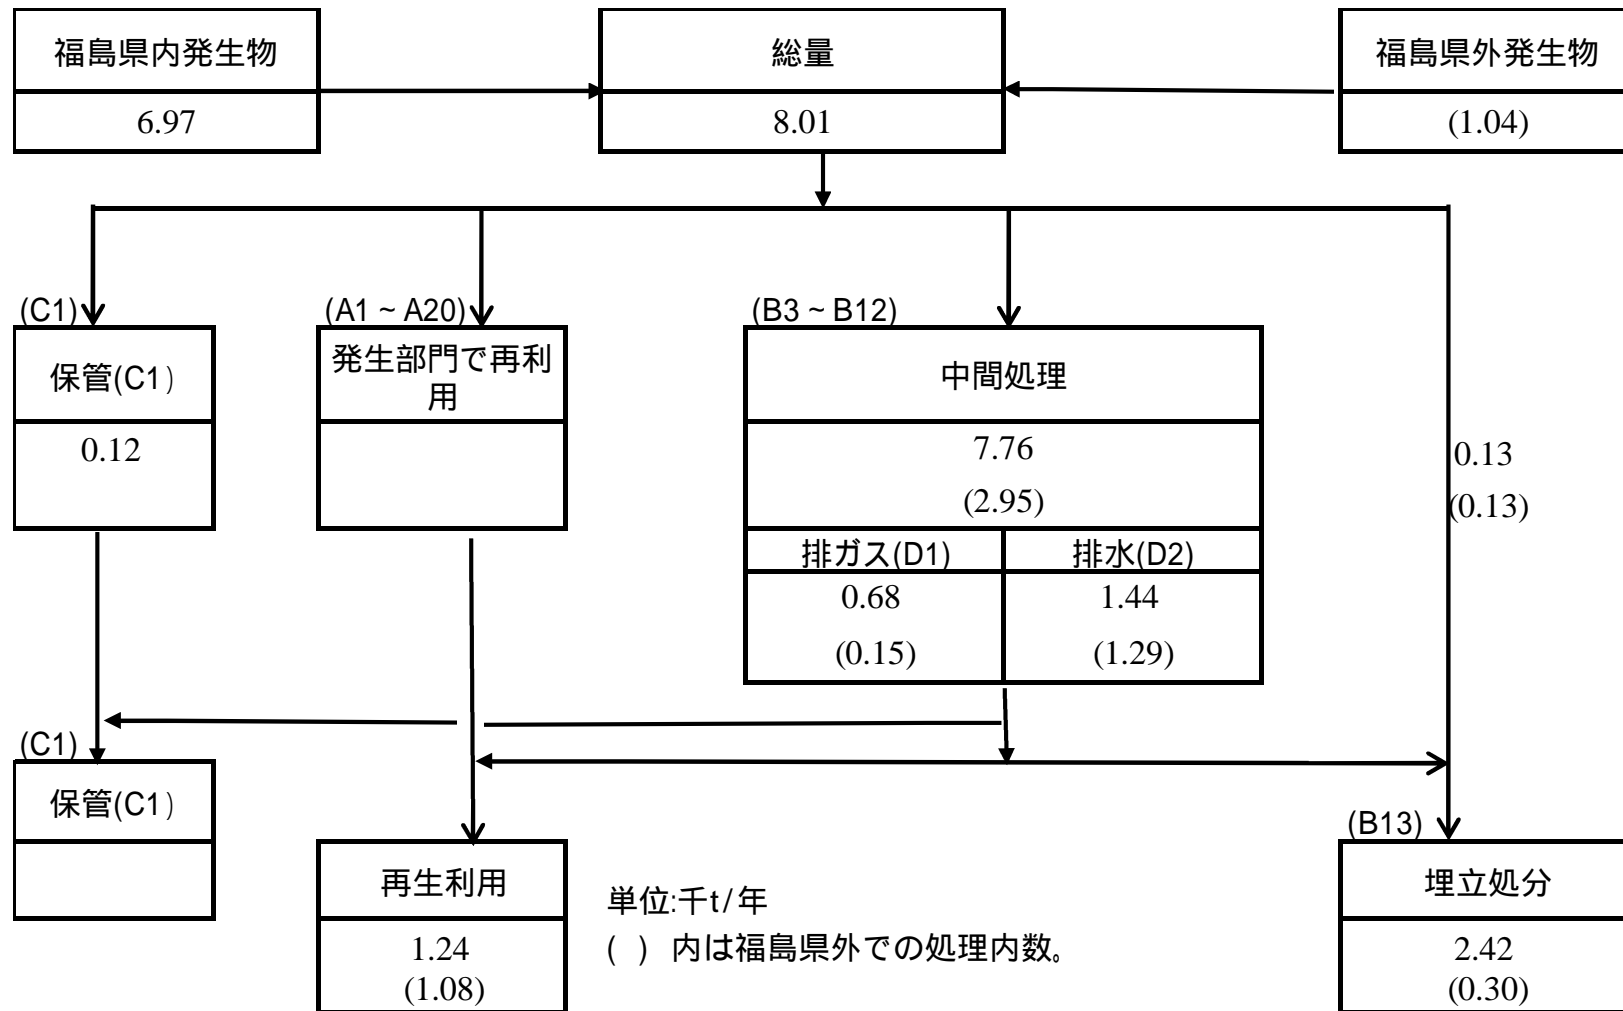 福島県内発生物
総量
福島県外発生物
6.97
8.01
(1.04)
(C1)
(A1 ~ A20)
(B3 ~ B12)
保管(C1)
発生部門で再利
用
中間処理
0.12
7.76
(2.95)
0.13
(0.13)
排ガス(D1)
排水(D2)
0.68
1.44
(0.15)
(1.29)
(C1)
保管(C1)
(B13)
再生利用
埋立処分
1.24
(1.08)
単位:千t/年
( ) 内は福島県外での処理内数。
2.42
(0.30)